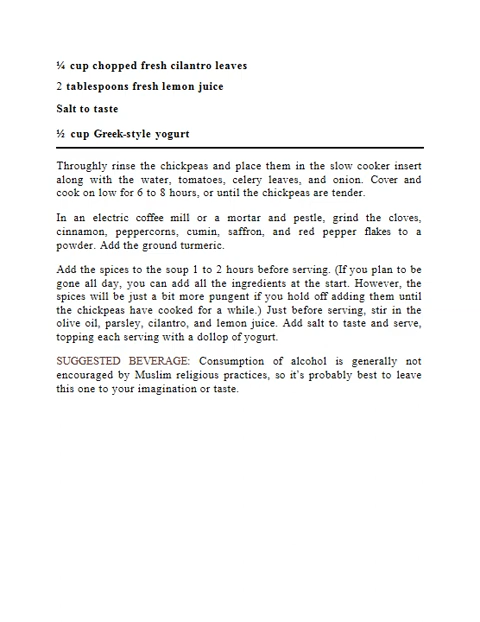 ¼ cup chopped fresh cilantro leaves
2 tablespoons fresh lemon juice
Salt to taste
½ cup Greek-style yogurt
Throughly rinse the chickpeas and place them in the slow cooker insert
along with the water, tomatoes, celery leaves, and onion. Cover and
cook on low for 6 to 8 hours, or until the chickpeas are tender.
In an electric coffee mill or a mortar and pestle, grind the cloves,
cinnamon, peppercorns, cumin, saffron, and red pepper flakes to a
powder. Add the ground turmeric.
Add the spices to the soup 1 to 2 hours before serving. (If you plan to be
gone all day, you can add all the ingredients at the start. However, the
spices will be just a bit more pungent if you hold off adding them until
the chickpeas have cooked for a while.) Just before serving, stir in the
olive oil, parsley, cilantro, and lemon juice. Add salt to taste and serve,
topping each serving with a dollop of yogurt.
SUGGESTED BEVERAGE: Consumption of alcohol is generally not
encouraged by Muslim religious practices, so it's probably best to leave
this one to your imagination or taste.